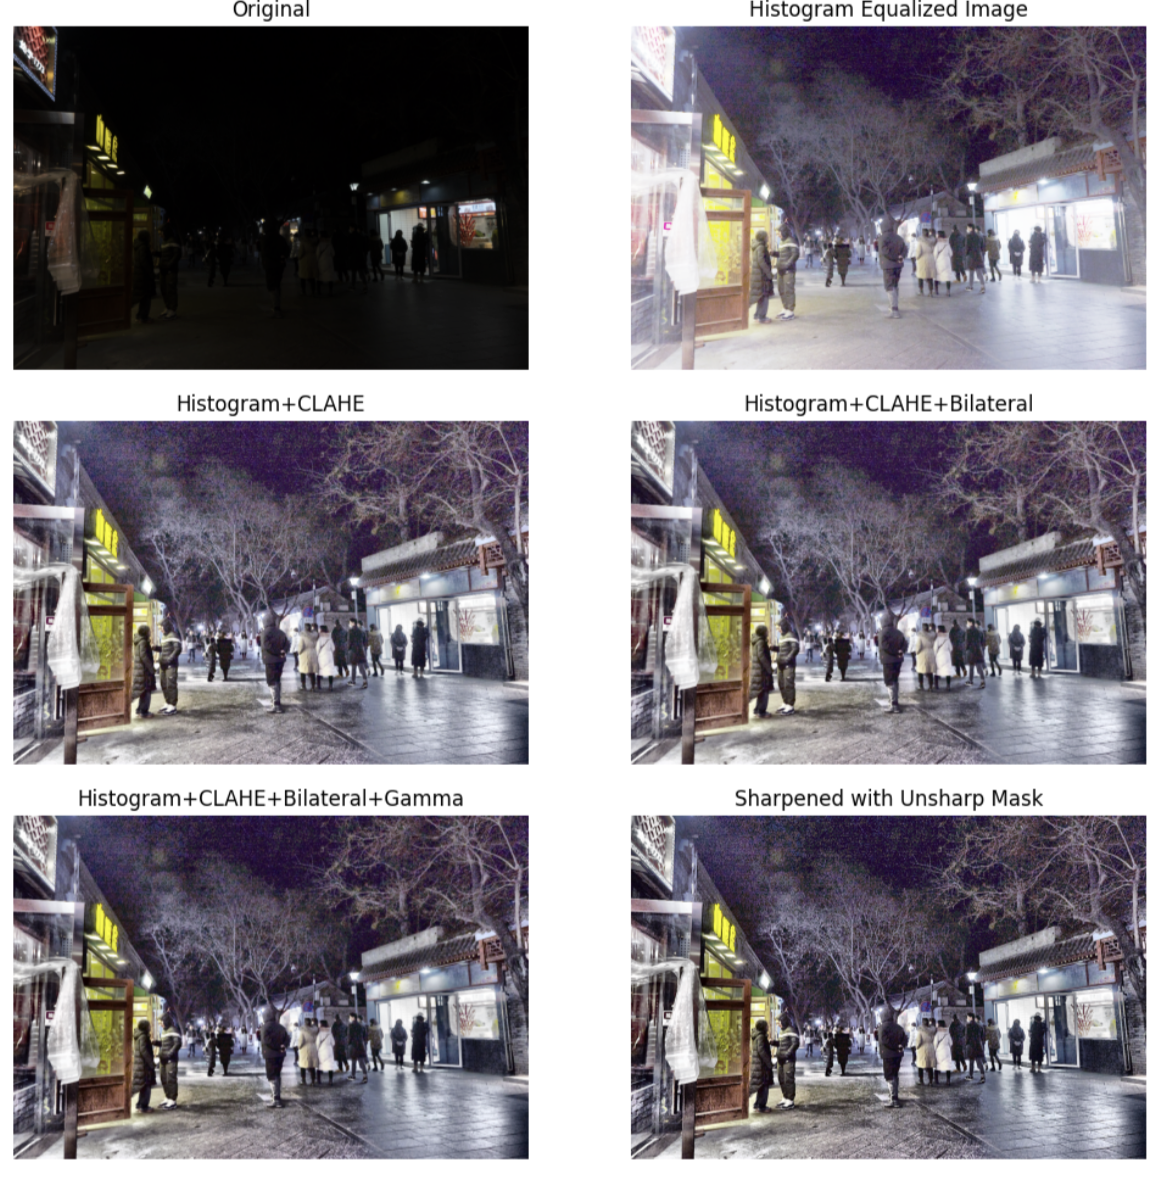 Original
Histogram Equalized Image
Histogram+CLAHE
Histogram+CLAHE+Bilateral
Histogram+CLAHE+Bilateral+Gamma
Sharpened with Unsharp Mask